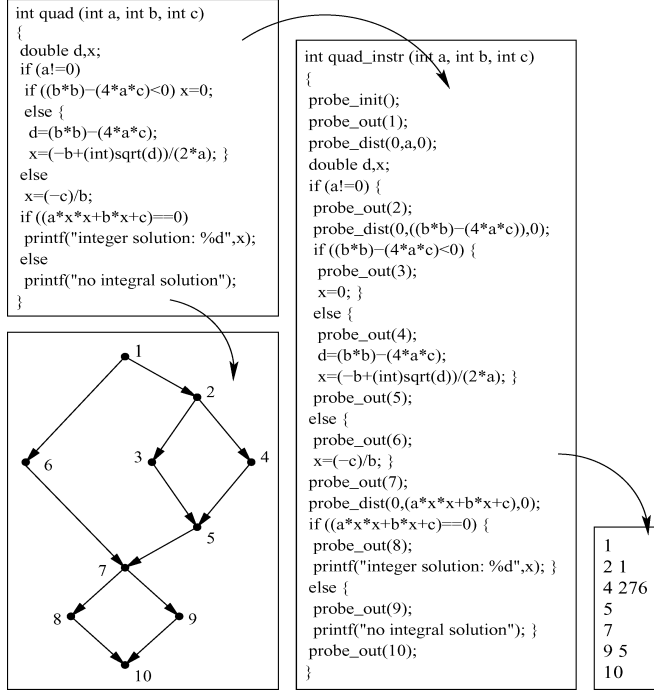 int quad (int a, int b, int c)
{
double d,x;
if (a!=0)
if ((b*b)−(4*a*c)<0) x=0;
else {
d=(b*b)−(4*a*c);
x=(−b+(int)sqrt(d))/(2*a); }
else
x=(−c)/b;
if ((a*x*x+b*x+c)==0)
printf("integer solution: %d",x);
else
printf("no integral solution");
}
1
2
3
4
5
6
7
8
9
10
int quad_instr (int a, int b, int c)
{
probe_init();
probe_out(1);
probe_dist(0,a,0);
double d,x;
if (a!=0) {
probe_out(2);
probe_dist(0,((b*b)−(4*a*c)),0);
if ((b*b)−(4*a*c)<0) {
probe_out(3);
x=0; }
else {
probe_out(4);
d=(b*b)−(4*a*c);
x=(−b+(int)sqrt(d))/(2*a); }
probe_out(5);
else {
probe_out(6);
x=(−c)/b; }
probe_out(7);
probe_dist(0,(a*x*x+b*x+c),0);
if ((a*x*x+b*x+c)==0) {
probe_out(8);
printf("integer solution: %d",x); }
else {
probe_out(9);
printf("no integral solution"); }
probe_out(10);
}
1
2 1
4 276
5
7
9 5
10